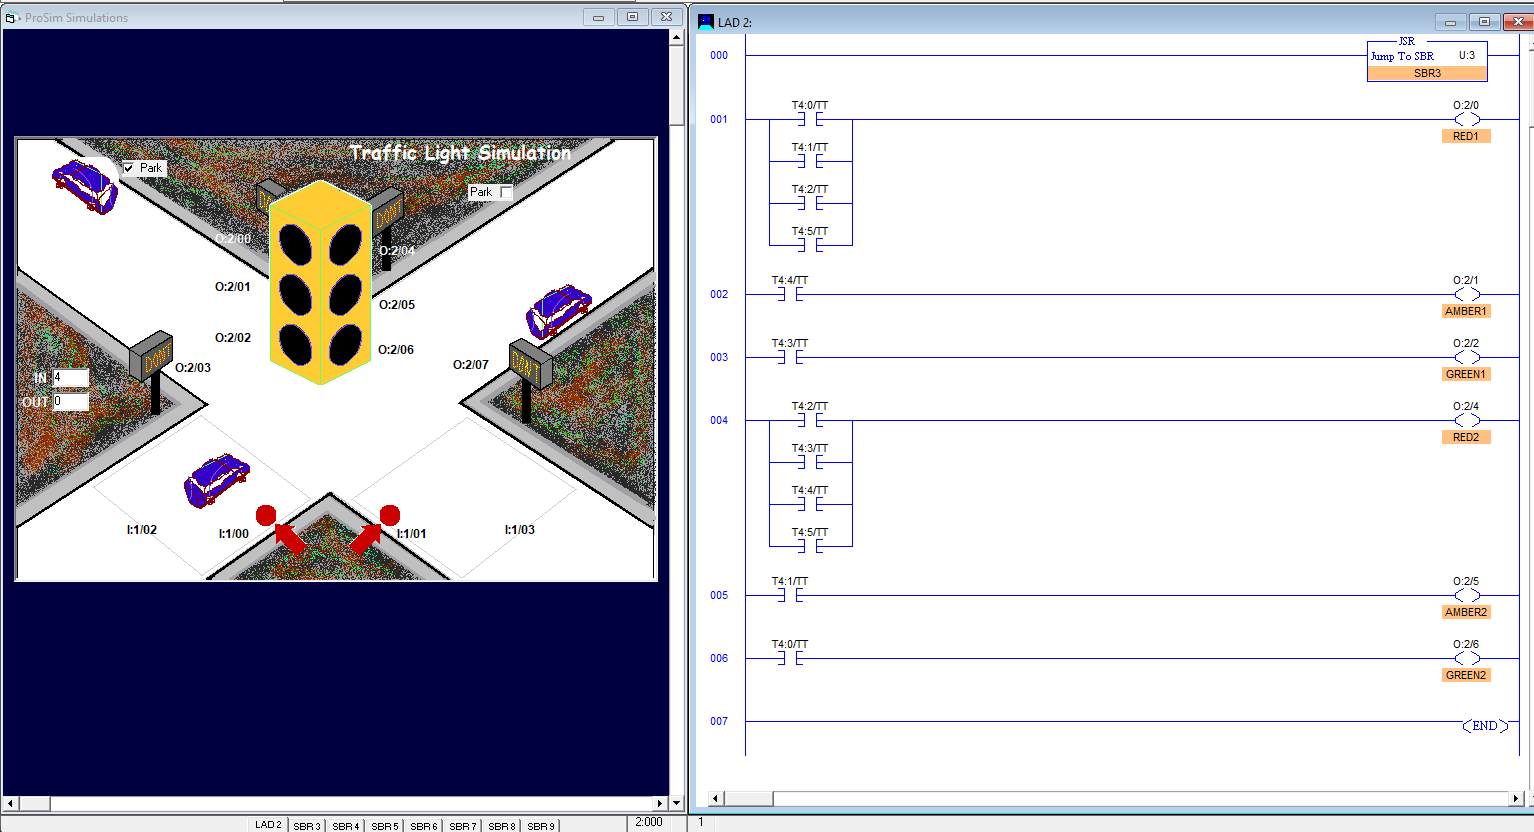 ProSim Simulations
Traffic Light Simulation
Park
Park
O:2/00
O:2/04
O:2/01
O:2/05
O:2/02
O:2/06
O:2/03
O:2/07
IN 4
OUT 0
I:1/02
I:1/00
I:1/01
I:1/03
LAD 2 SBR 3 SBR 4 SBR 5 SBR 6 SBR 7 SBR 8 SBR 9
2:000
1
LAD 2:
000
JSR
Jump To SBR U:3
SBR3
T4:0/TT O:2/0
001
RED1
T4:1/TT
T4:2/TT
T4:5/TT
T4:4/TT O:2/1
002
AMBER1
T4:3/TT O:2/2
003
GREEN1
T4:2/TT O:2/4
004
RED2
T4:3/TT
T4:4/TT
T4:5/TT
T4:1/TT O:2/5
005
AMBER2
T4:0/TT O:2/6
006
GREEN2
007
END